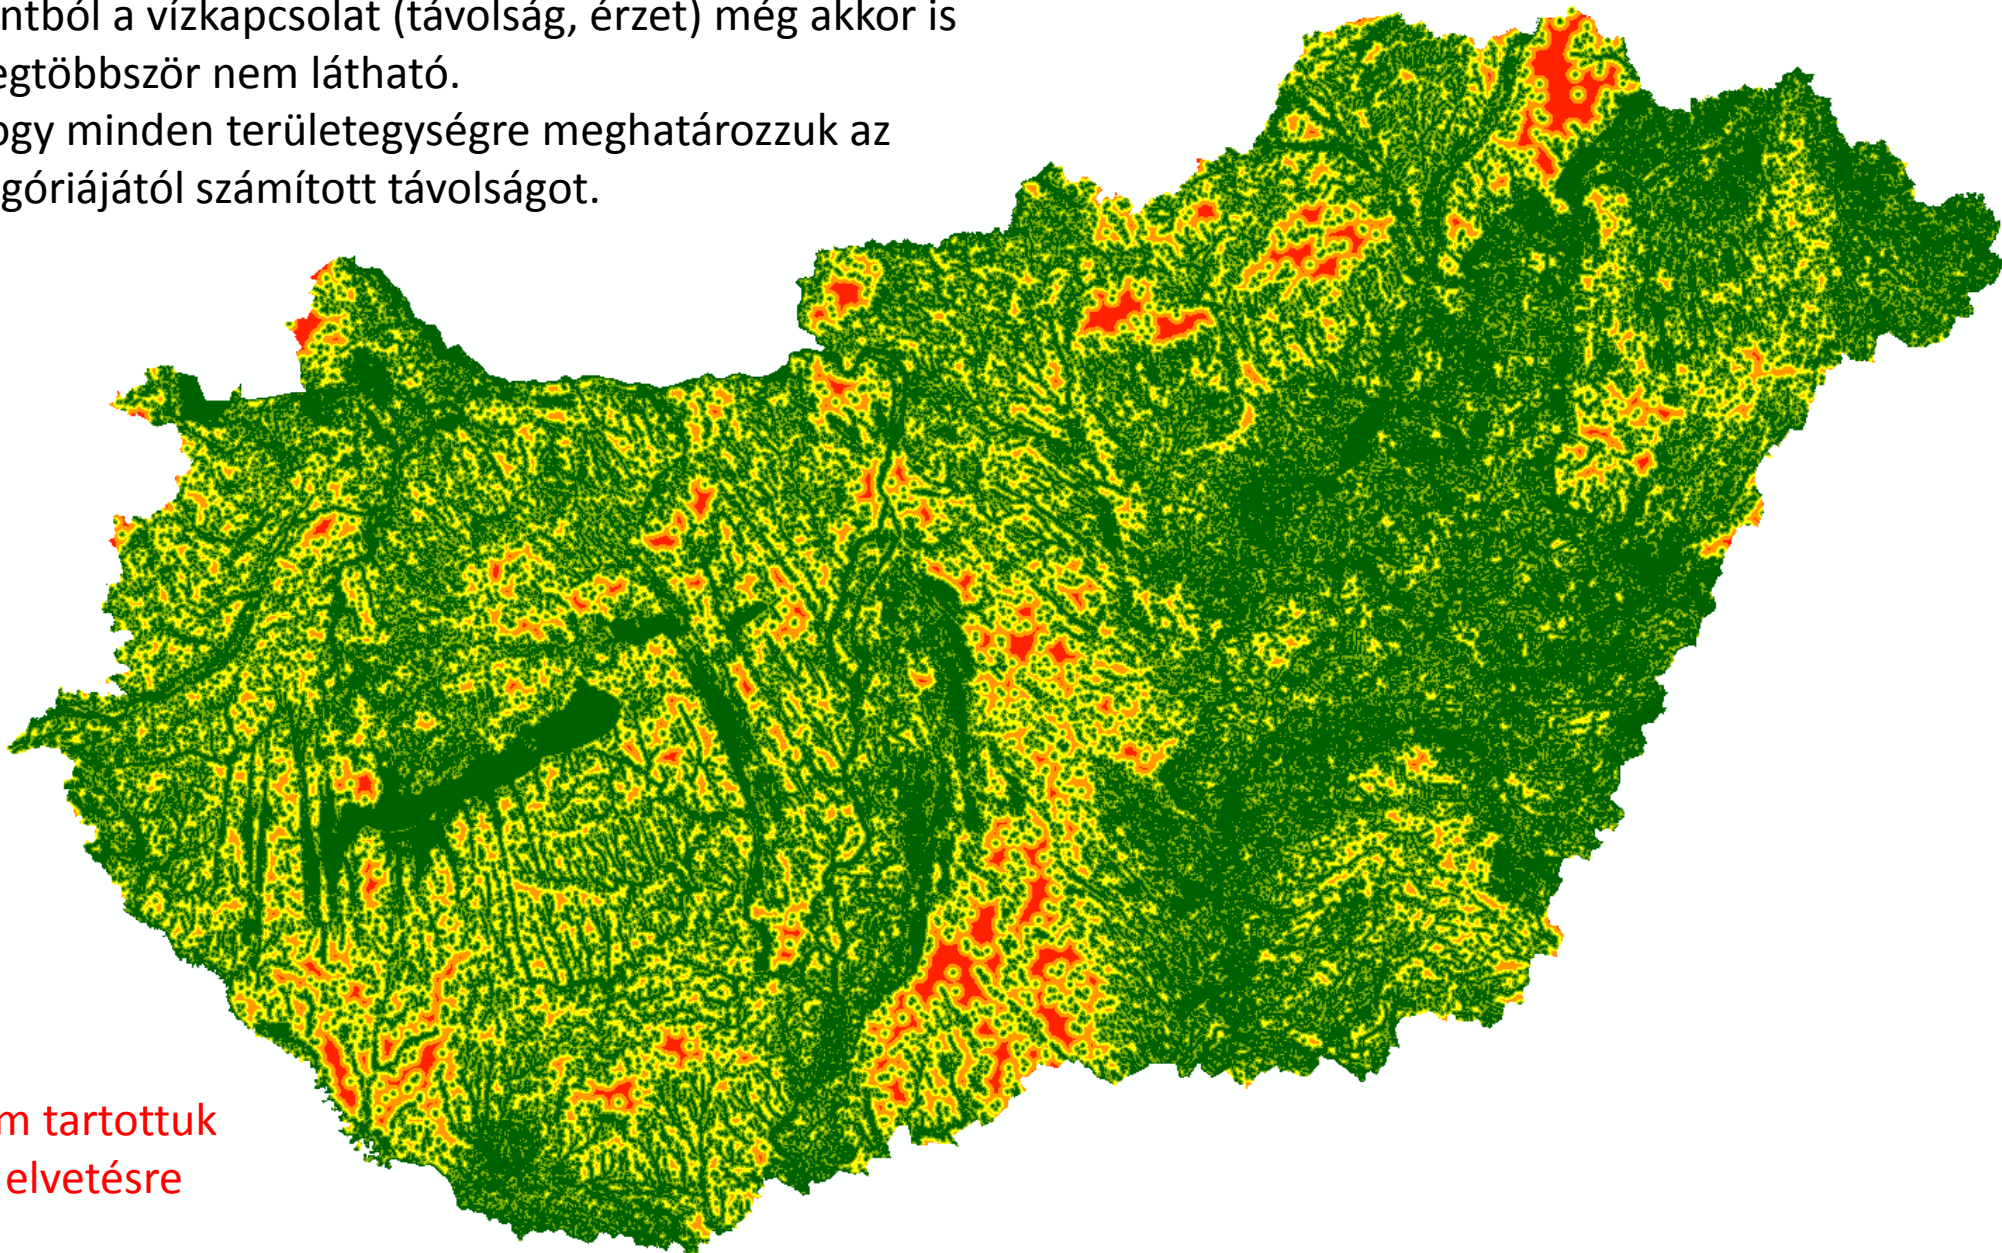 ntból a vízkapcsolat (távolság, érzet) még akkor is
egtöbbször nem látható.
ogy minden területegységre meghatározzuk az
góriájától számított távolságot.
m tartottuk
elvetésre